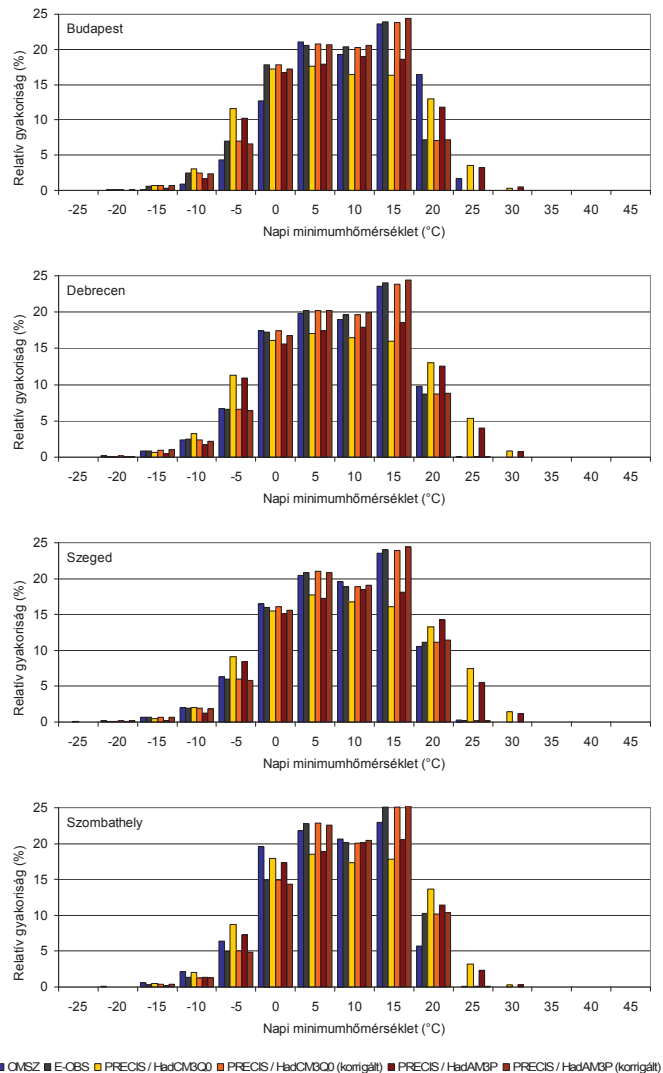 Budapest
Relatív gyakoriság (%)
25
20
15
10
5
0
-25 -20 -15 -10 -5 0 5 10 15 20 25 30 35 40 45
Napi minimumhőmérséklet (°C)
Debrecen
Relatív gyakoriság (%)
25
20
15
10
5
0
-25 -20 -15 -10 -5 0 5 10 15 20 25 30 35 40 45
Napi minimumhőmérséklet (°C)
Szeged
Relatív gyakoriság (%)
25
20
15
10
5
0
-25 -20 -15 -10 -5 0 5 10 15 20 25 30 35 40 45
Napi minimumhőmérséklet (°C)
Szombathely
Relatív gyakoriság (%)
25
20
15
10
5
0
-25 -20 -15 -10 -5 0 5 10 15 20 25 30 35 40 45
Napi minimumhőmérséklet (°C)
OMSZ E-OBS PRECIS / HadCM3Q0 PRECIS / HadCM3Q0 (korrigált) PRECIS / HadAM3P PRECIS / HadAM3P (korrigált)